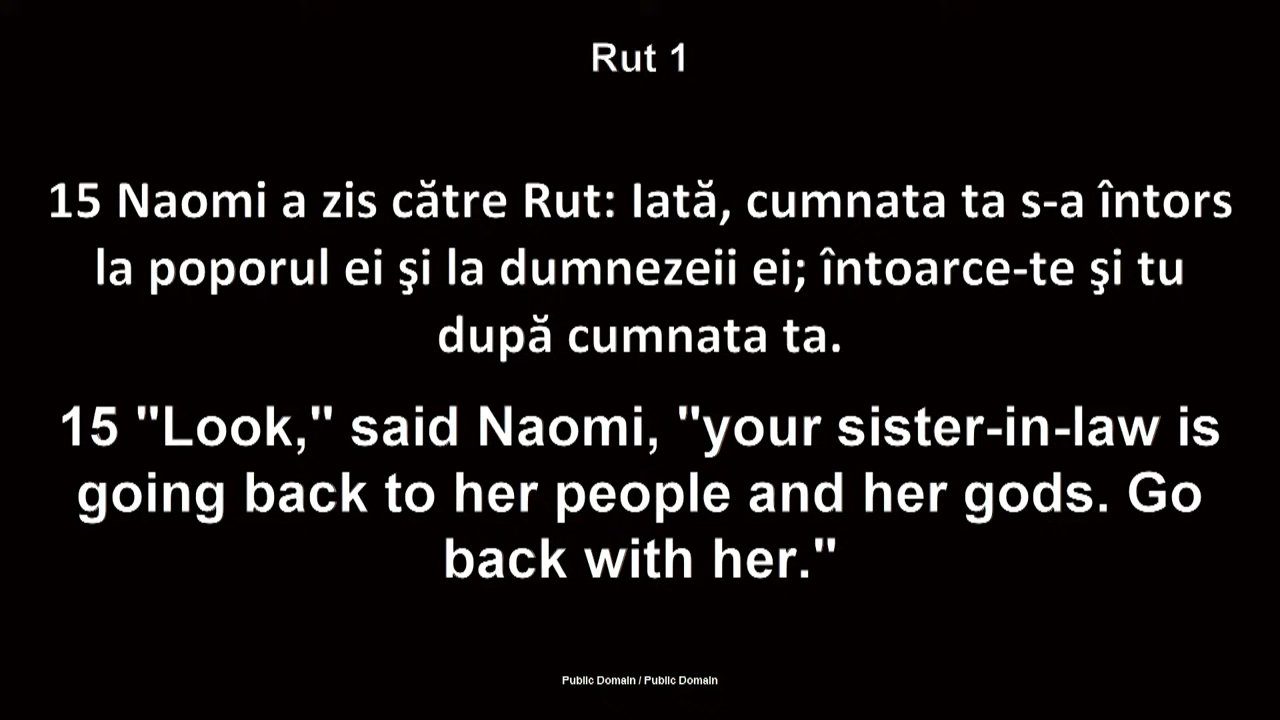 Rut 1
15 Naomi a zis către Rut: Iată, cumnata ta s-a întors
la poporul ei şi la dumnezeii ei; întoarce-te şi tu
după cumnata ta.
15 "Look," said Naomi, "your sister-in-law is
going back to her people and her gods. Go
back with her."
Public Domain / Public Domain